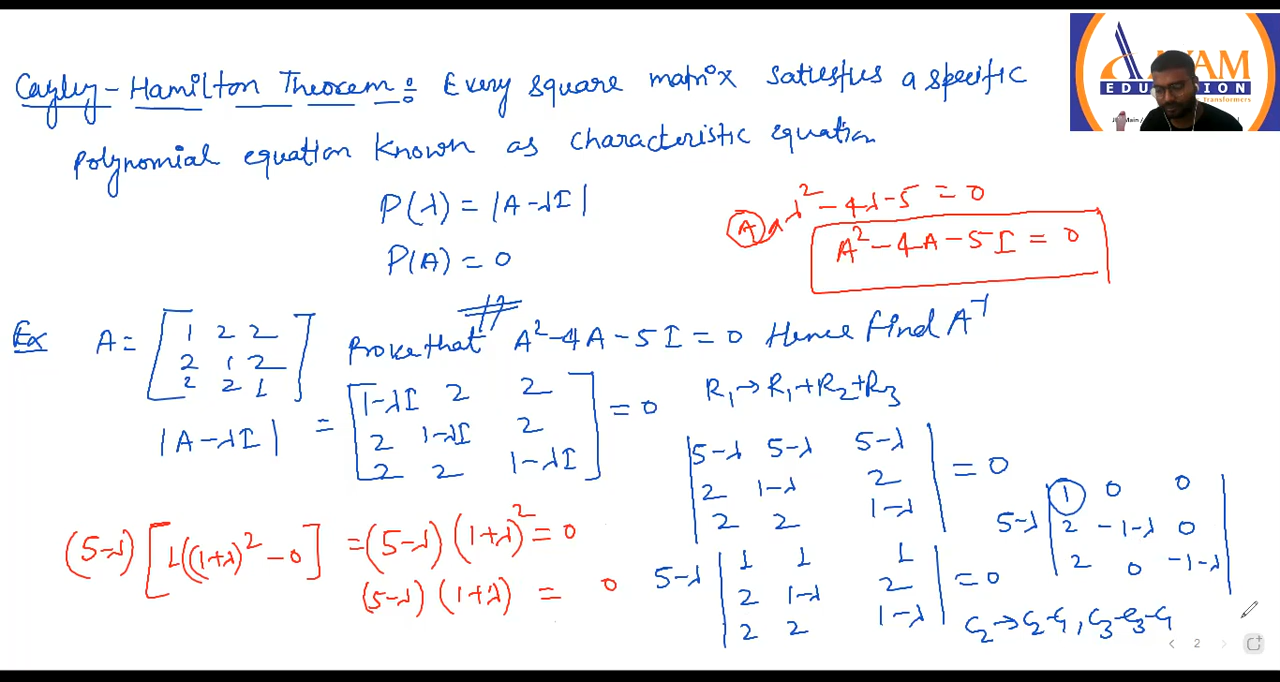 Cayley-Hamilton Theorem : Every square matrix satisfies a specific
polynomial equation known as characteristic equation
P(λ) = |A-λI|
P(A) = 0
A λ² - 4λ - 5 = 0
A² - 4A - 5I = 0
Ex A = [1 2 2
2 1 2
2 2 1]
Prove that A² - 4A - 5I = 0 Hence find A⁻¹
|A-λI| = [1-λI 2 2
2 1-λI 2
2 2 1-λI] = 0
R₁→R₁+R₂+R₃
|5-λ 5-λ 5-λ
2 1-λ 2
2 2 1-λ| = 0
5-λ |1 1 1
2 1-λ 2
2 2 1-λ| = 0
C₂→C₂-C₁, C₃-C₃-C₁
5-λ |1 0 0
2 -1-λ 0
2 0 -1-λ|
(5-λ)[1((1+λ)² - 0] = (5-λ)(1+λ)² = 0
(5-λ)(1+λ) = 0
EDU
SION
transformers
2